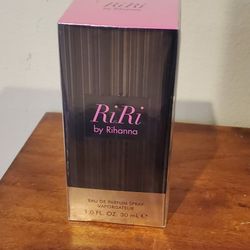 RiRi
by Rihanna
EAU DE PARFUM SPRAY
VAPORISATEUR
1.0 FL. OZ. 30 mL ℮